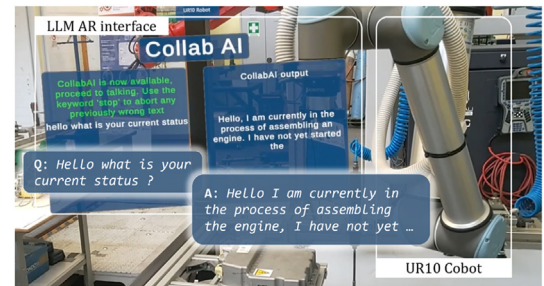 LLM AR interface
UR10 Robot
Collab AI
CollabAI is now available,
proceed to talking. Use the
keyword 'stop' to abort any
previously wrong text
hello what is your current status
CollabAI output
Hello, I am currently in the
process of assembling an
engine. I have not yet started
the
Q: Hello what is your
current status ?
A: Hello I am currently in
the process of assembling
the engine, I have not yet …
UR10 Cobot